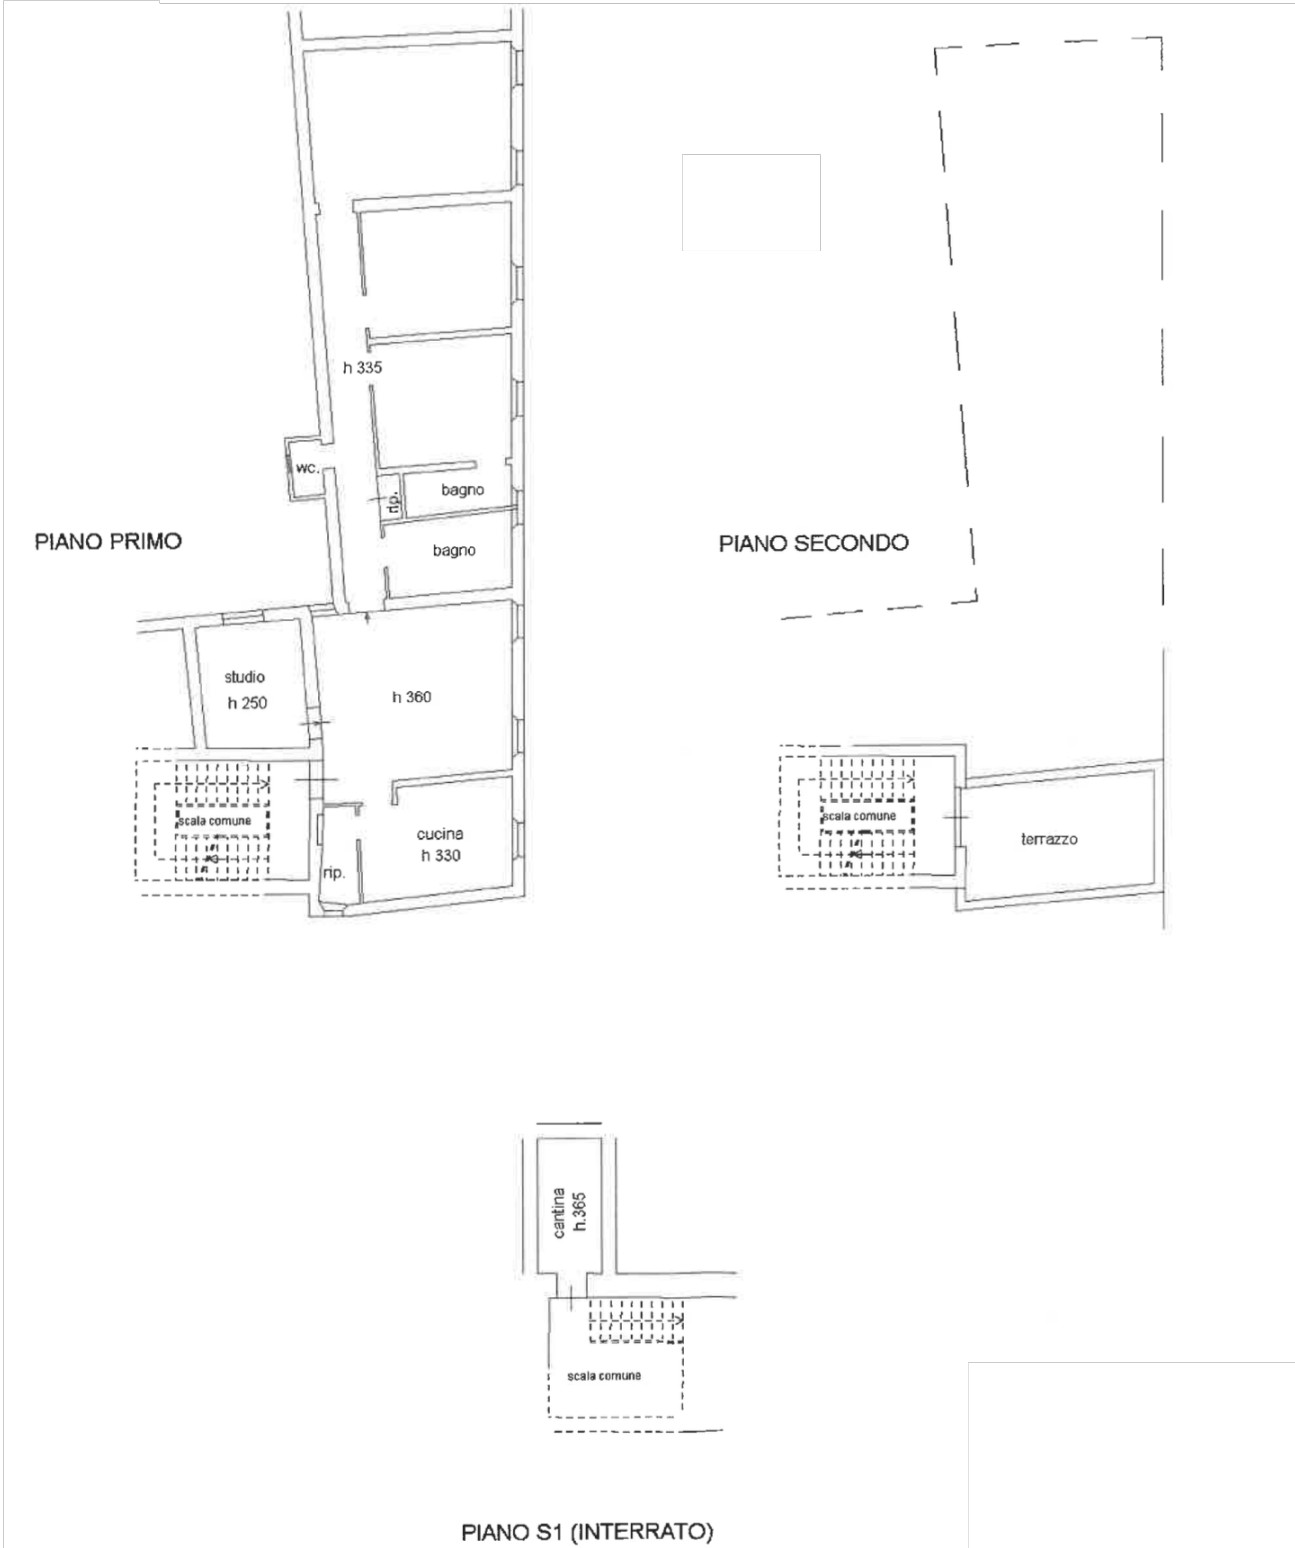 h 335
wc.
rip.
bagno
bagno
PIANO PRIMO
PIANO SECONDO
studio
h 250
h 360
scala comune
cucina
h 330
rip.
scala comune
terrazzo
cantina
h.365
scala comune
PIANO S1 (INTERRATO)